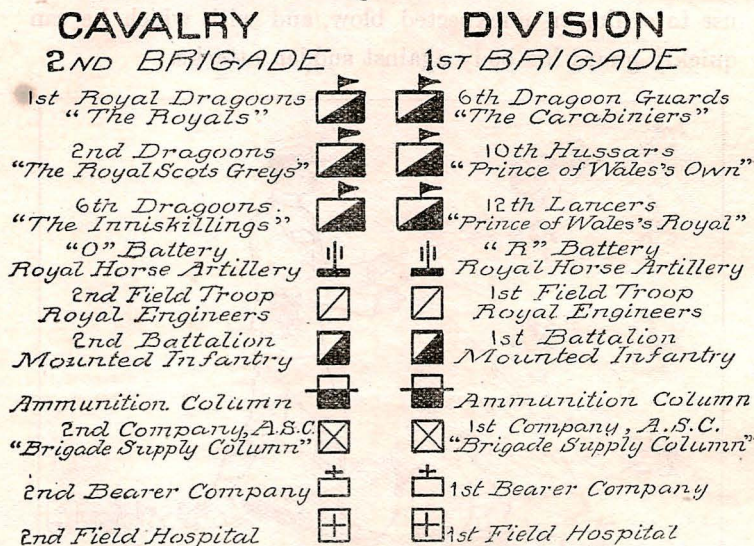 CAVALRY DIVISION
2ND BRIGADE
1st Royal Dragoons
"The Royals"
2nd Dragoons
"The Royal Scots Greys"
6th Dragoons.
"The Inniskillings"
"O" Battery
Royal Horse Artillery
2nd Field Troop
Royal Engineers
2nd Battalion
Mounted Infantry
Ammunition Column
2nd Company, A.S.C.
"Brigade Supply Column"
2nd Bearer Company
2nd Field Hospital
1ST BRIGADE
6th Dragoon Guards
"The Carabiniers"
10th Hussars
"Prince of Wales's Own"
12th Lancers
"Prince of Wales's Royal"
"R" Battery
Royal Horse Artillery
1st Field Troop
Royal Engineers
1st Battalion
Mounted Infantry
Ammunition Column
1st Company, A.S.C.
"Brigade Supply Column"
1st Bearer Company
1st Field Hospital